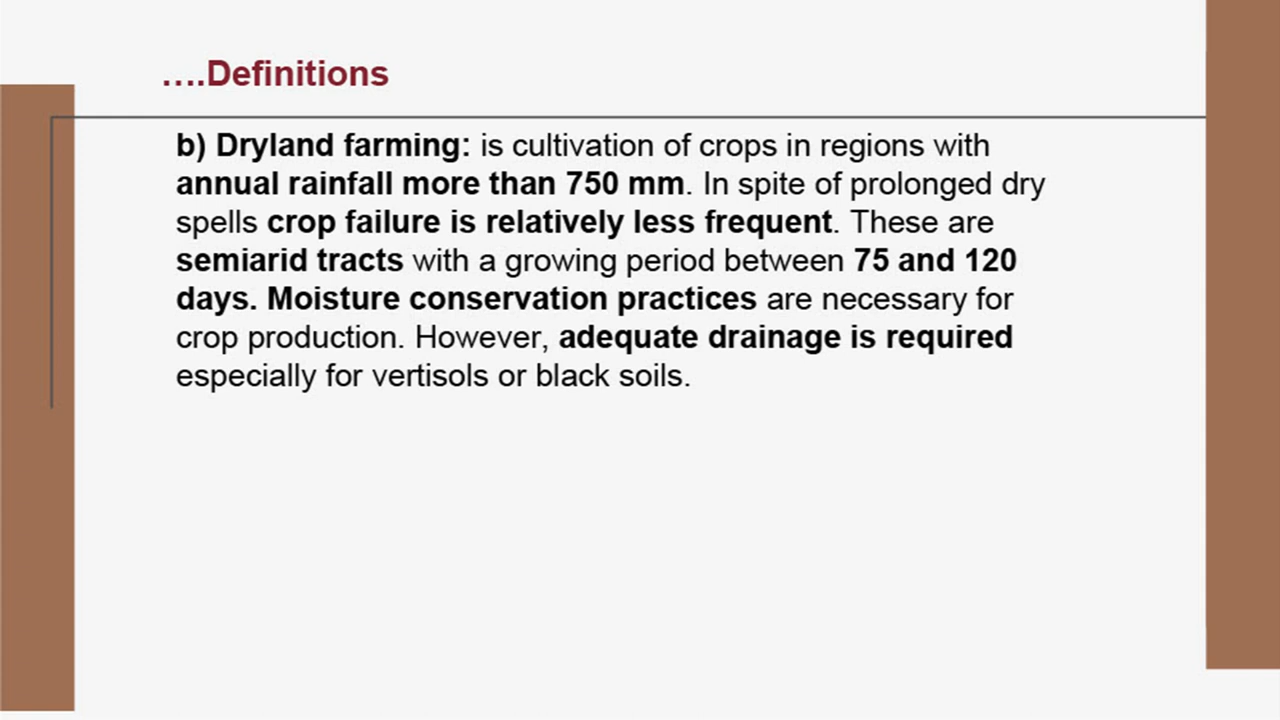 ....Definitions
b) Dryland farming: is cultivation of crops in regions with
annual rainfall more than 750 mm. In spite of prolonged dry
spells crop failure is relatively less frequent. These are
semiarid tracts with a growing period between 75 and 120
days. Moisture conservation practices are necessary for
crop production. However, adequate drainage is required
especially for vertisols or black soils.